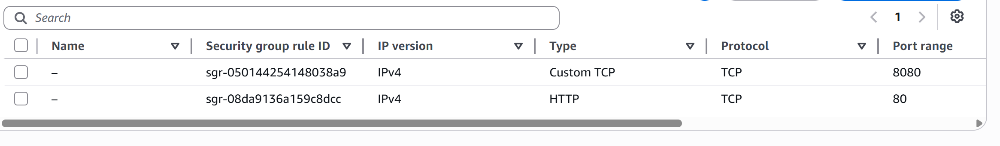 Search
1
Name Security group rule ID IP version Type Protocol Port range
– sgr-050144254148038a9 IPv4 Custom TCP TCP 8080
– sgr-08da9136a159c8dcc IPv4 HTTP TCP 80